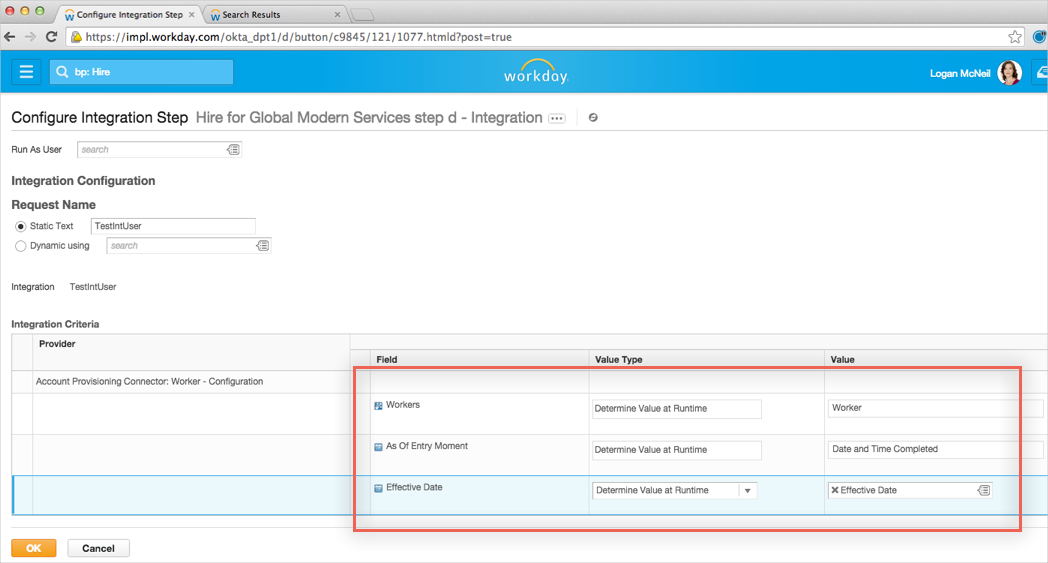 Configure Integration Step
Search Results
https://impl.workday.com/okta_dpt1/d/button/c9845/121/1077.htmld?post=true
bp: Hire
workday
Logan McNeil
Configure Integration Step Hire for Global Modern Services step d - Integration
Run As User search
Integration Configuration
Request Name
Static Text TestIntUser
Dynamic using search
Integration TestIntUser
Integration Criteria
Provider
Field Value Type Value
Account Provisioning Connector: Worker - Configuration
Workers Determine Value at Runtime Worker
As Of Entry Moment Determine Value at Runtime Date and Time Completed
Effective Date Determine Value at Runtime Effective Date
OK Cancel